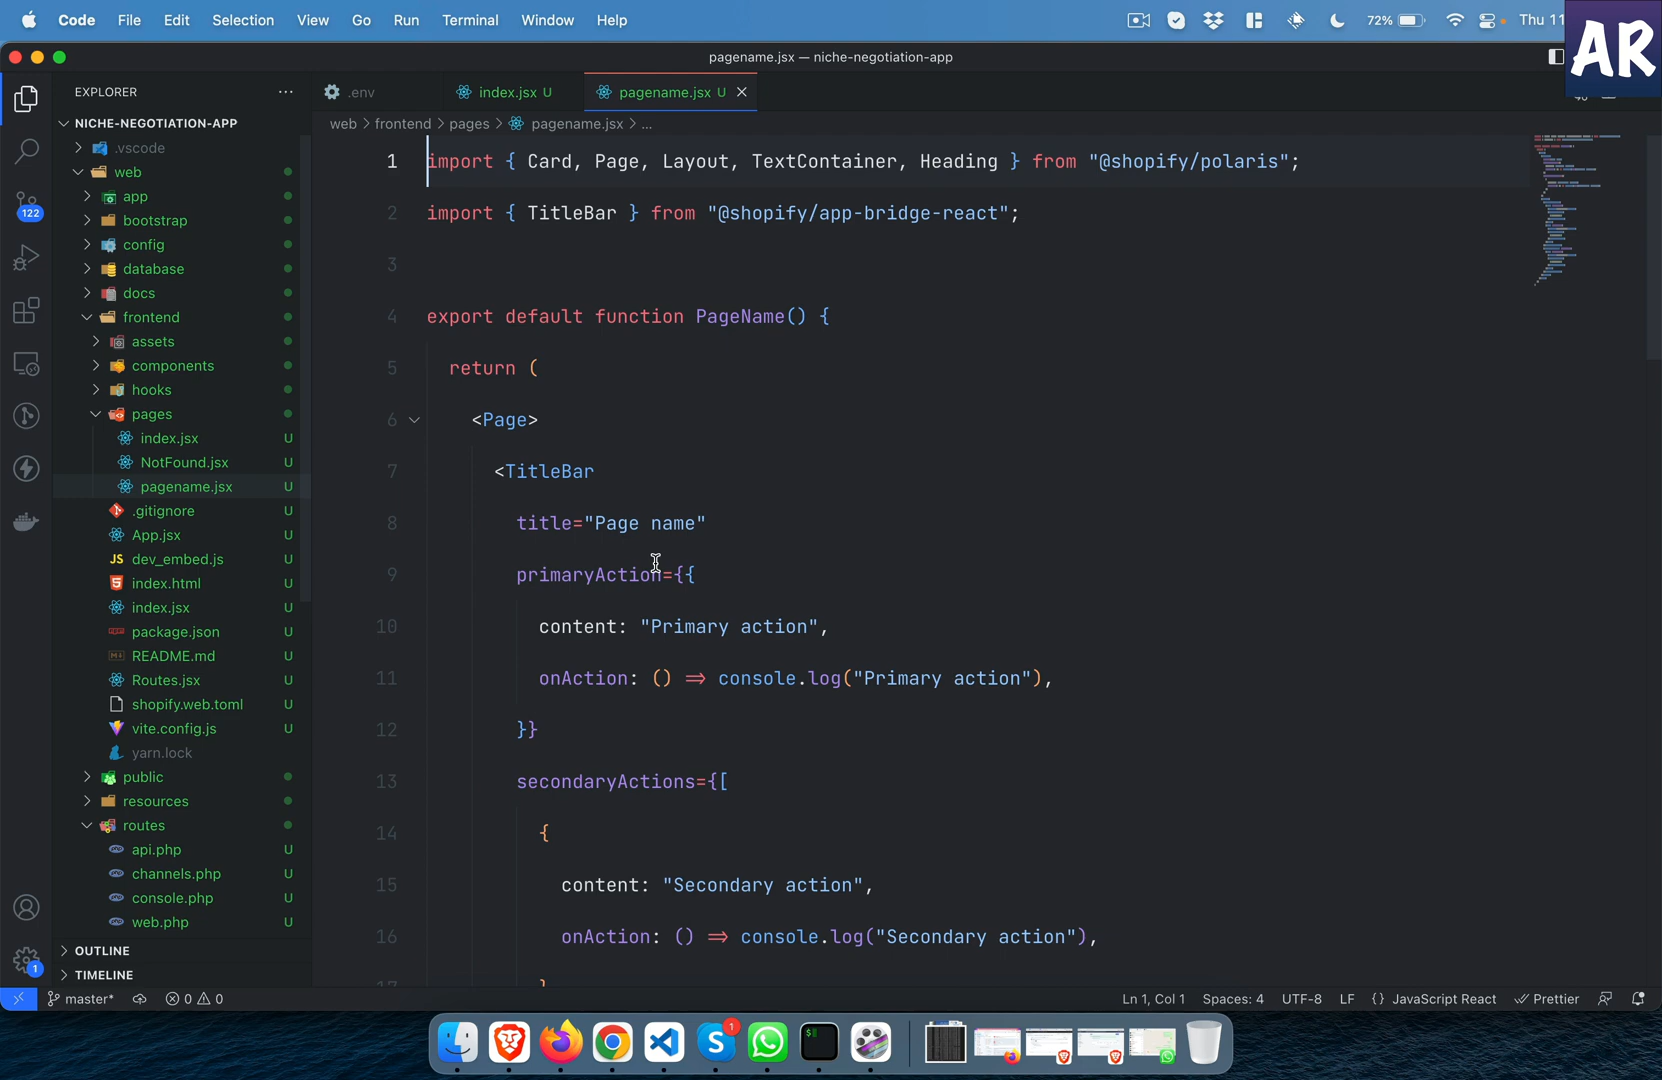 Code File Edit Selection View Go Run Terminal Window Help 72% Thu 11
AR
pagename.jsx — niche-negotiation-app
EXPLORER
NICHE-NEGOTIATION-APP
.vscode
web
app
bootstrap
config
database
docs
frontend
assets
components
hooks
pages
index.jsx U
NotFound.jsx U
pagename.jsx U
.gitignore U
App.jsx U
JS dev_embed.js U
index.html U
index.jsx U
package.json U
README.md U
Routes.jsx U
shopify.web.toml U
vite.config.js U
yarn.lock
public
resources
routes
api.php U
channels.php U
console.php U
web.php U
OUTLINE
TIMELINE
122
1
.env index.jsx U pagename.jsx U
web > frontend > pages > pagename.jsx > ...
1 import { Card, Page, Layout, TextContainer, Heading } from "@shopify/polaris";
2 import { TitleBar } from "@shopify/app-bridge-react";
3
4 export default function PageName() {
5 return (
6 <Page>
7 <TitleBar
8 title="Page name"
9 primaryAction={{
10 content: "Primary action",
11 onAction: () ⇒ console.log("Primary action"),
12 }}
13 secondaryActions={[
14 {
15 content: "Secondary action",
16 onAction: () ⇒ console.log("Secondary action"),
17 }
master* 0 0 Ln 1, Col 1 Spaces: 4 UTF-8 LF {} JavaScript React Prettier
S 1
$